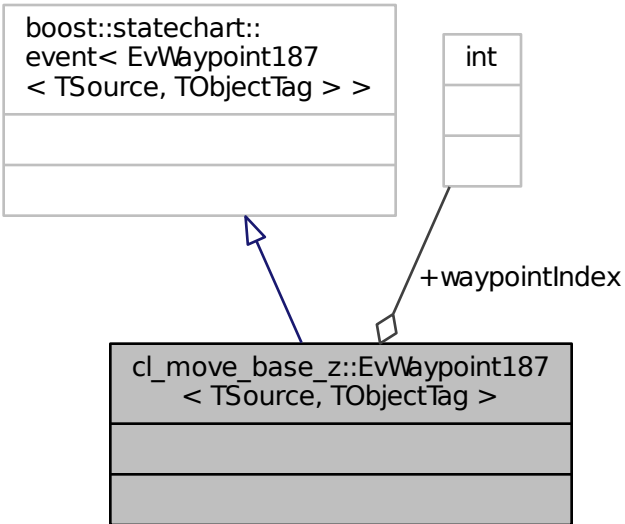 boost::statechart::
event< EvWaypoint187
< TSource, TObjectTag > >
int
+waypointIndex
cl_move_base_z::EvWaypoint187
< TSource, TObjectTag >